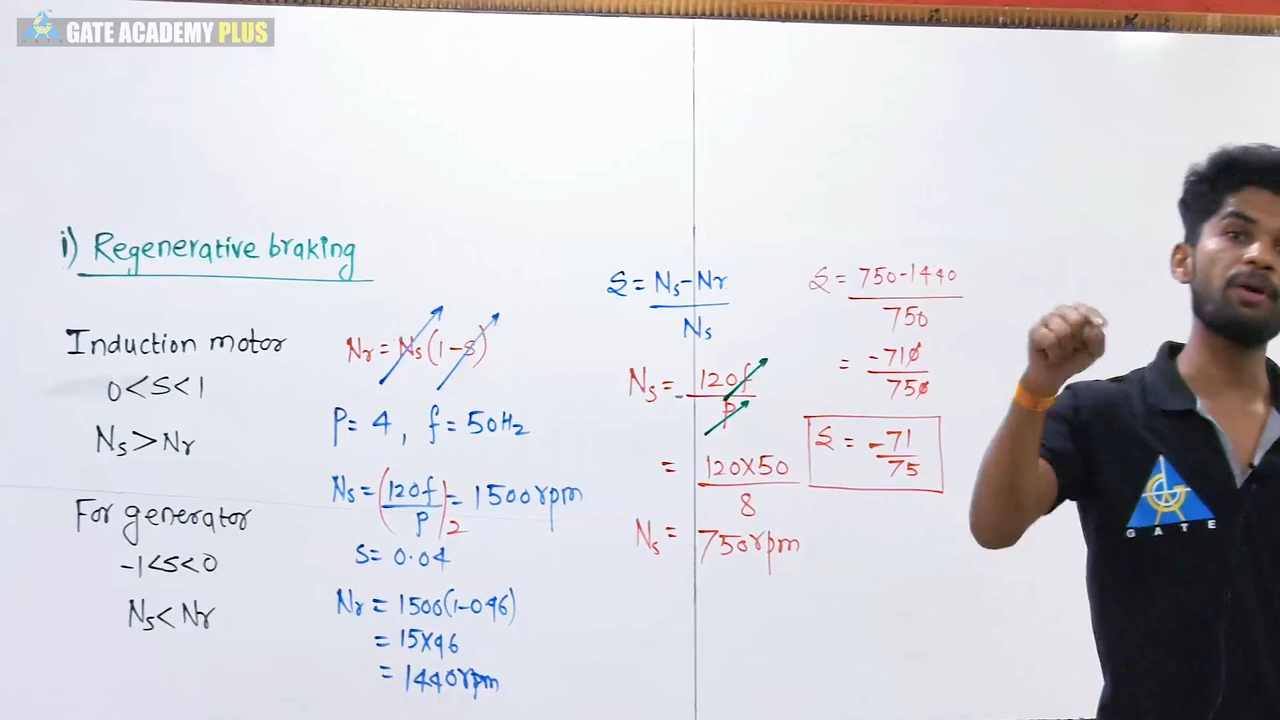 GATE ACADEMY PLUS
i) Regenerative braking
Induction motor
0<S<1
Ns>Nr
For generator
-1<S<0
Ns<Nr
Nr = Ns(1-S)
P=4, f=50Hz
Ns = (120f/P)2 = 1500rpm
S=0.04
Nr = 1500(1-0.96)
= 15×96
= 1440rpm
S = Ns-Nr/Ns
Ns = 120f/P
= 120×50/8
Ns = 750rpm
S = 750-1440/750
= -710/750
S = -71/75
GATE